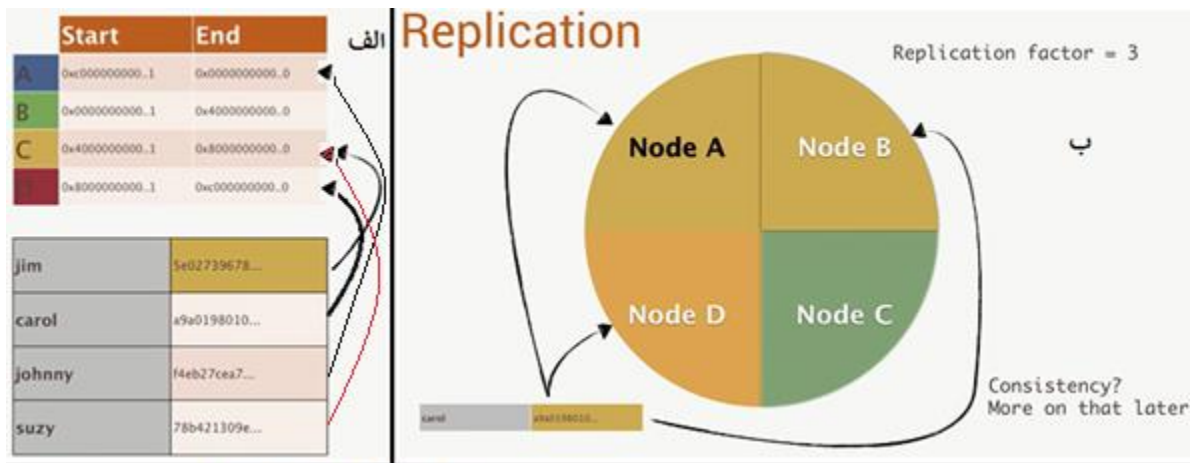 Start End
الف
A 0xc000000000..1 0x0000000000..0
B 0x0000000000..1 0x4000000000..0
C 0x4000000000..1 0x8000000000..0
D 0x8000000000..1 0xc000000000..0
jim 5e02739678...
carol a9a0198010...
johnny f4eb27cea7...
suzy 78b421309e...
Replication
Replication factor = 3
ب
Node A Node B
Node D Node C
carol a9a0198010...
Consistency?
More on that later